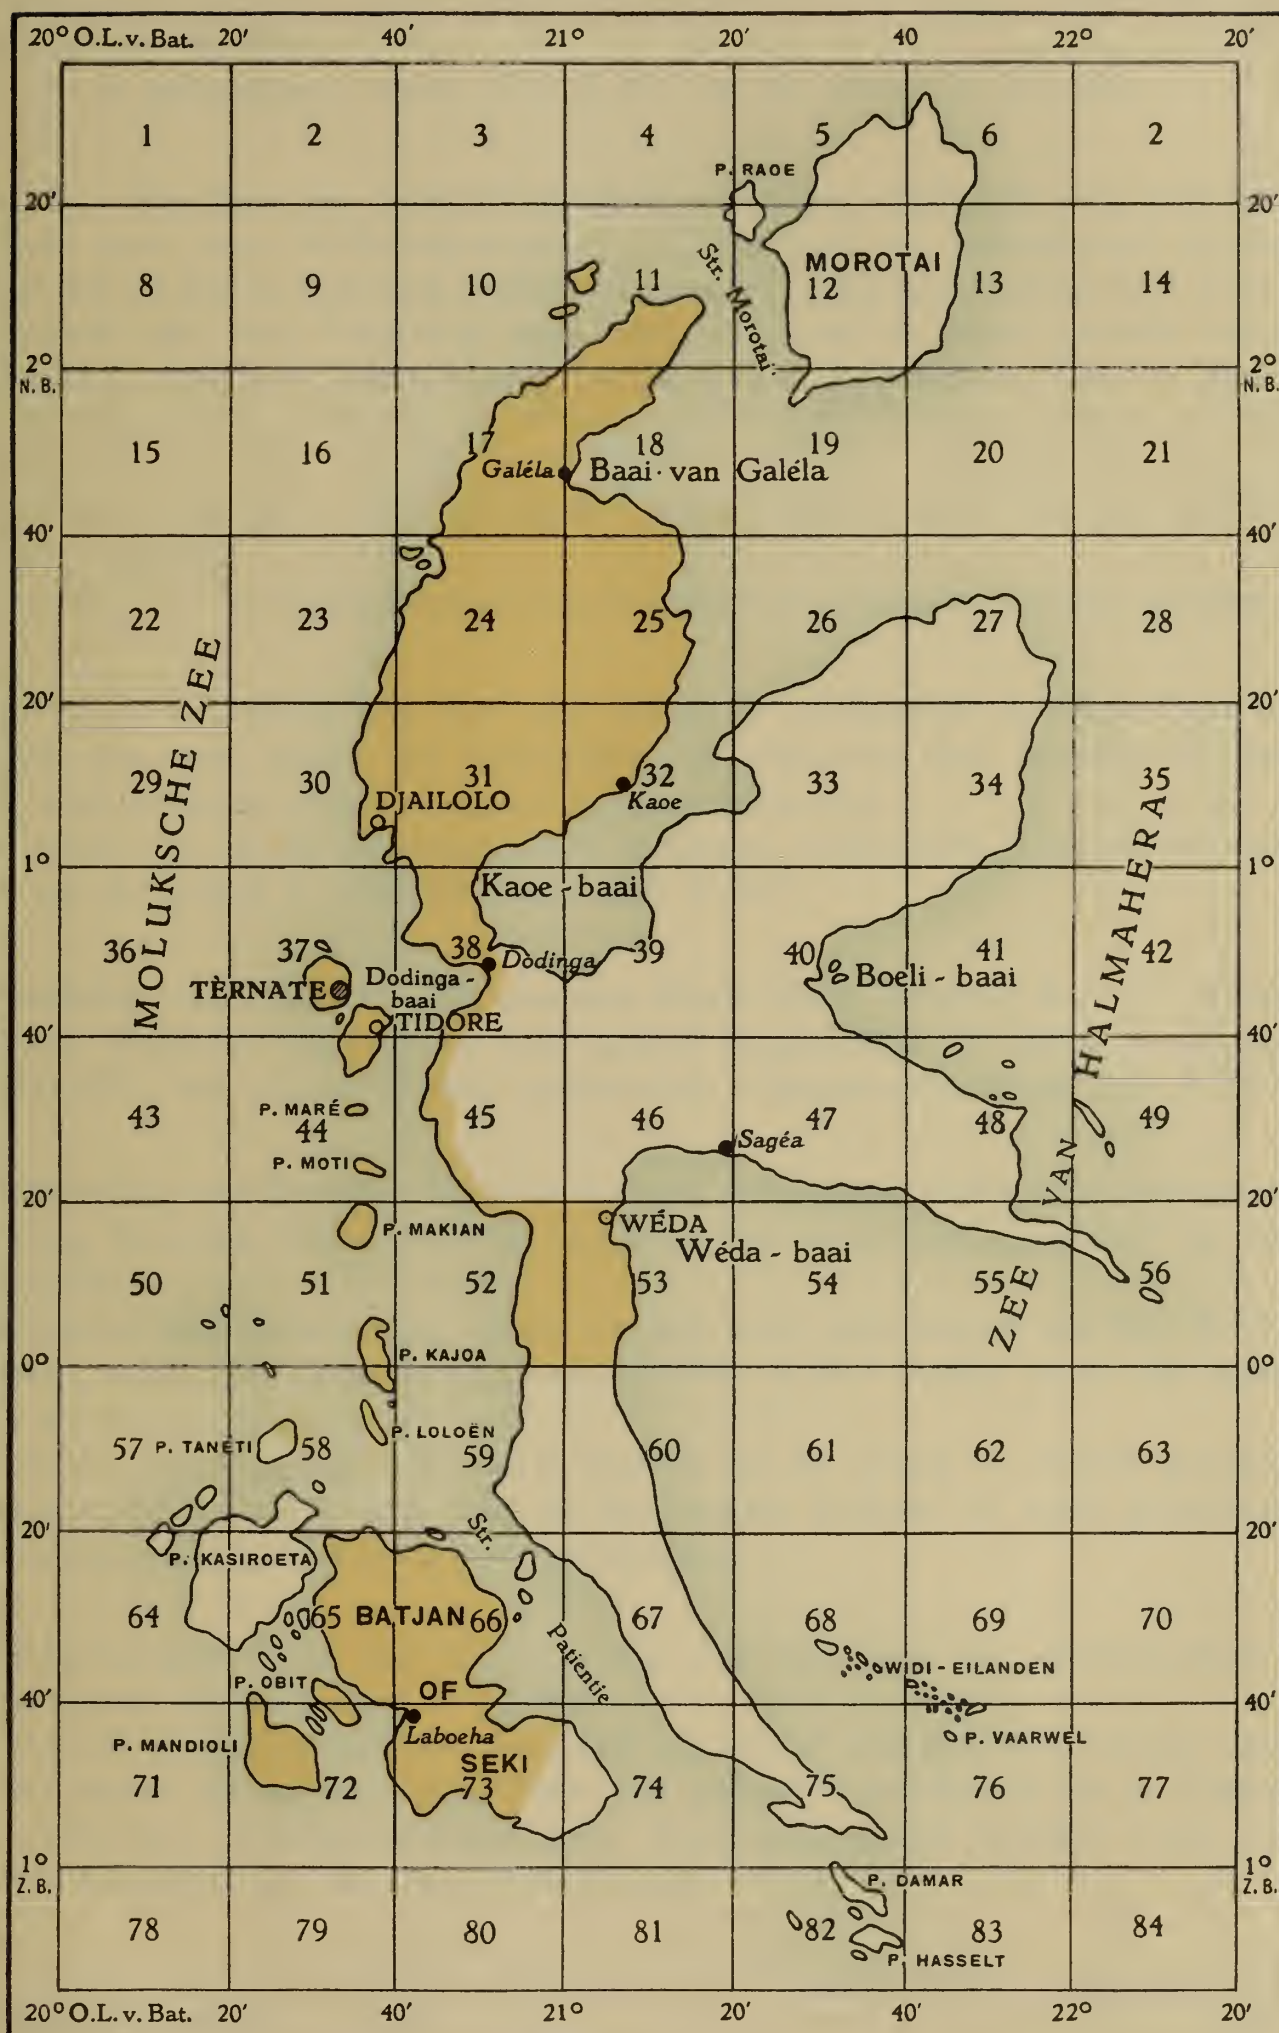 20° O.L.v. Bat. 20' 40' 21° 20' 40 22° 20'
1 2 3 4 5 6 2
P. RAOE
20' 20'
MOROTAI
8 9 10 11 12 13 14
Str. Morotai
2° 2°
N.B. N.B.
15 16 17 18 19 20 21
Galéla Baai van Galéla
40' 40'
22 23 24 25 26 27 28
20' 20'
MOLUKSCHE ZEE
29 30 31 32 33 34 35
DJAILOLO Kaoe
1° 1°
Kaoe - baai
ZEE VAN HALMAHERA
36 37 38 39 40 41 42
Dodinga
TÈRNATE Dodinga - baai Boeli - baai
TIDORE
40' 40'
43 44 45 46 47 48 49
P. MARÉ
Sagéa
P. MOTI
20' 20'
P. MAKIAN WÉDA
Wéda - baai
50 51 52 53 54 55 56
P. KAJOA
0° 0°
P. LOLOËN
57 P. TANETI 58 59 60 61 62 63
20' 20'
Str. Patientie
P. KASIROETA
64 65 BATJAN 66 67 68 69 70
WIDI - EILANDEN
P. OBIT
40' OF 40'
Laboeha
P. VAARWEL
P. MANDIOLI
SEKI
71 72 73 74 75 76 77
1° 1°
Z.B. Z.B.
P. DAMAR
78 79 80 81 82 83 84
P. HASSELT
20° O.L. v. Bat. 20' 40' 21° 20' 40' 22° 20'